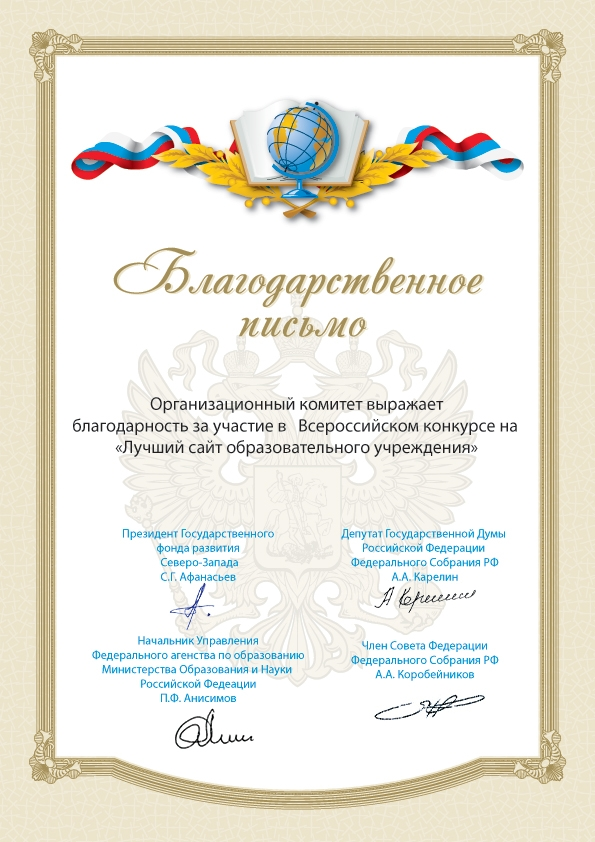 Благодарственное
письмо
Организационный комитет выражает
благодарность за участие в Всероссийском конкурсе на
«Лучший сайт образовательного учреждения»
Президент Государственного
фонда развития
Северо-Запада
С.Г. Афанасьев
Депутат Государственной Думы
Российской Федерации
Федерального Собрания РФ
А.А. Карелин
Начальник Управления
Федерального агенства по образованию
Министерства Образования и Науки
Российской Федеации
П.Ф. Анисимов
Член Совета Федерации
Федерального Собрания РФ
А.А. Коробейников